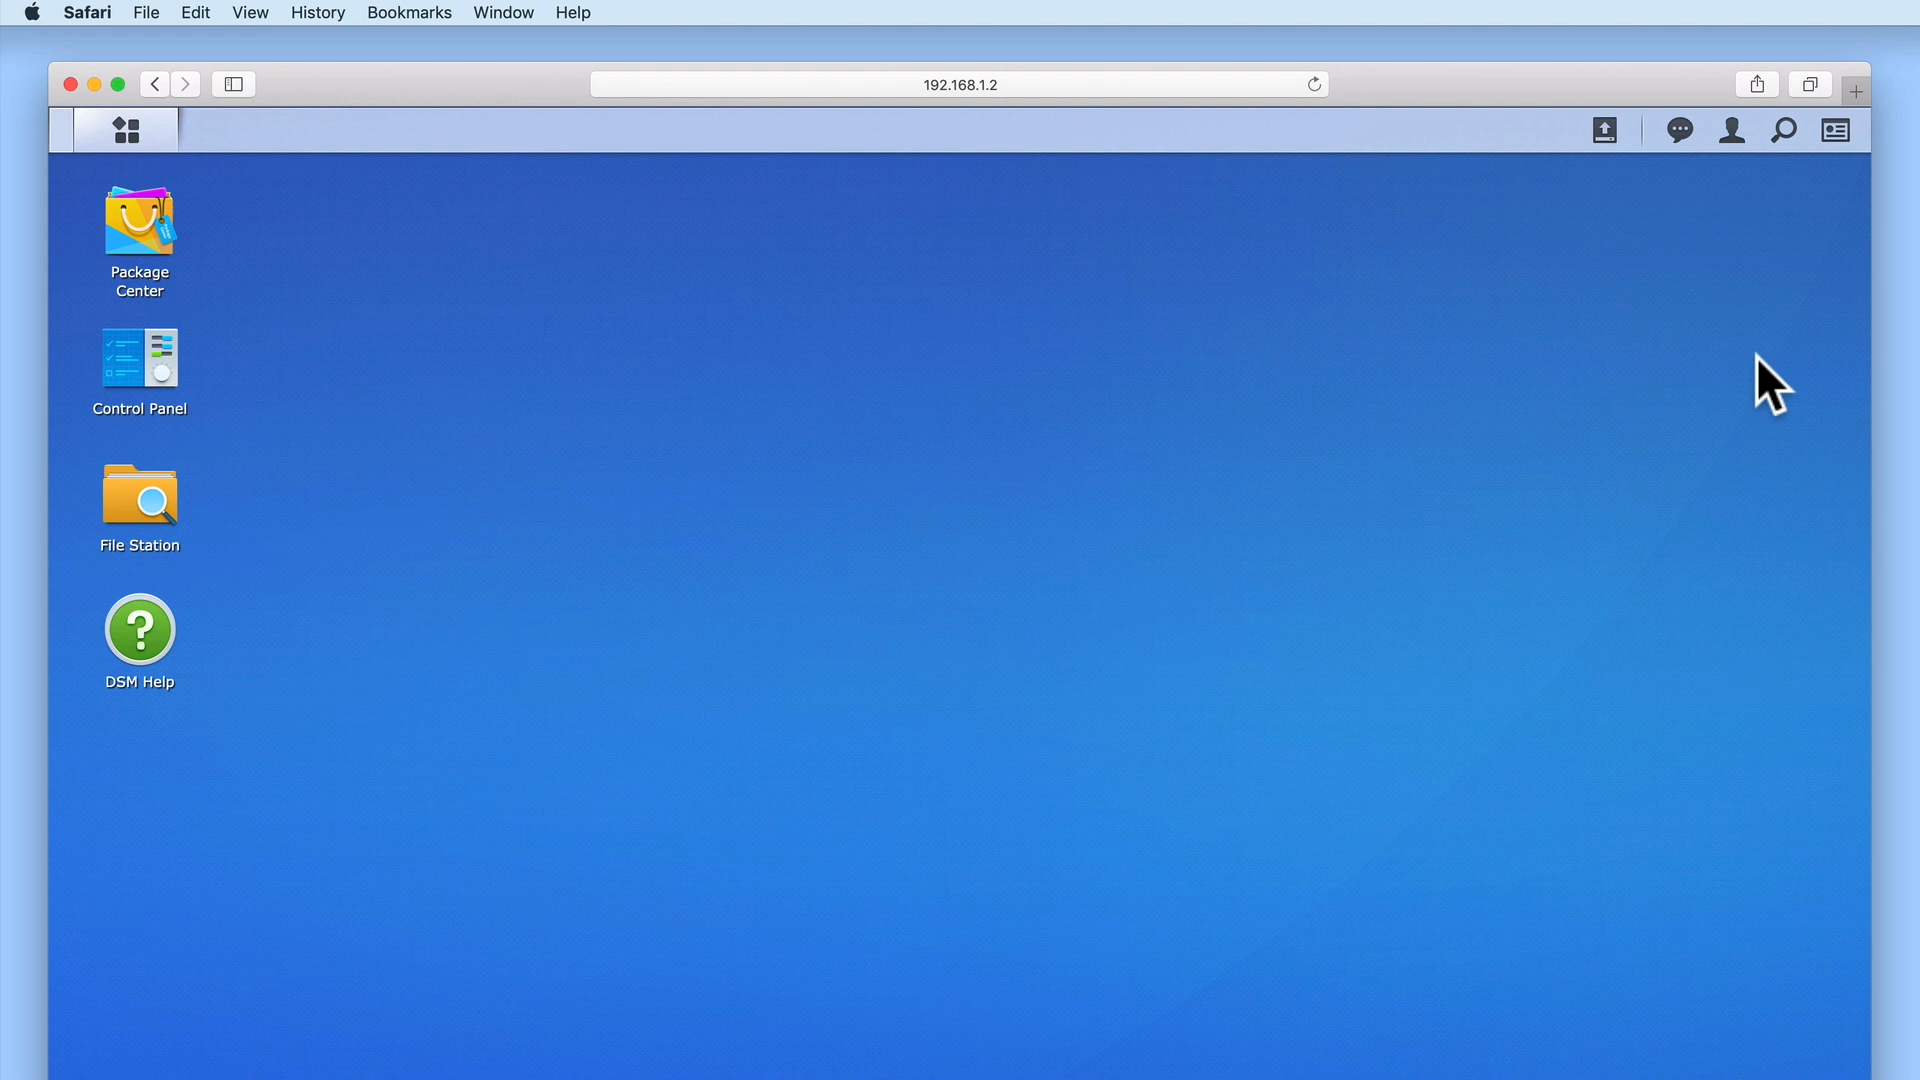 Safari File Edit View History Bookmarks Window Help
192.168.1.2
Package
Center
Control Panel
File Station
DSM Help